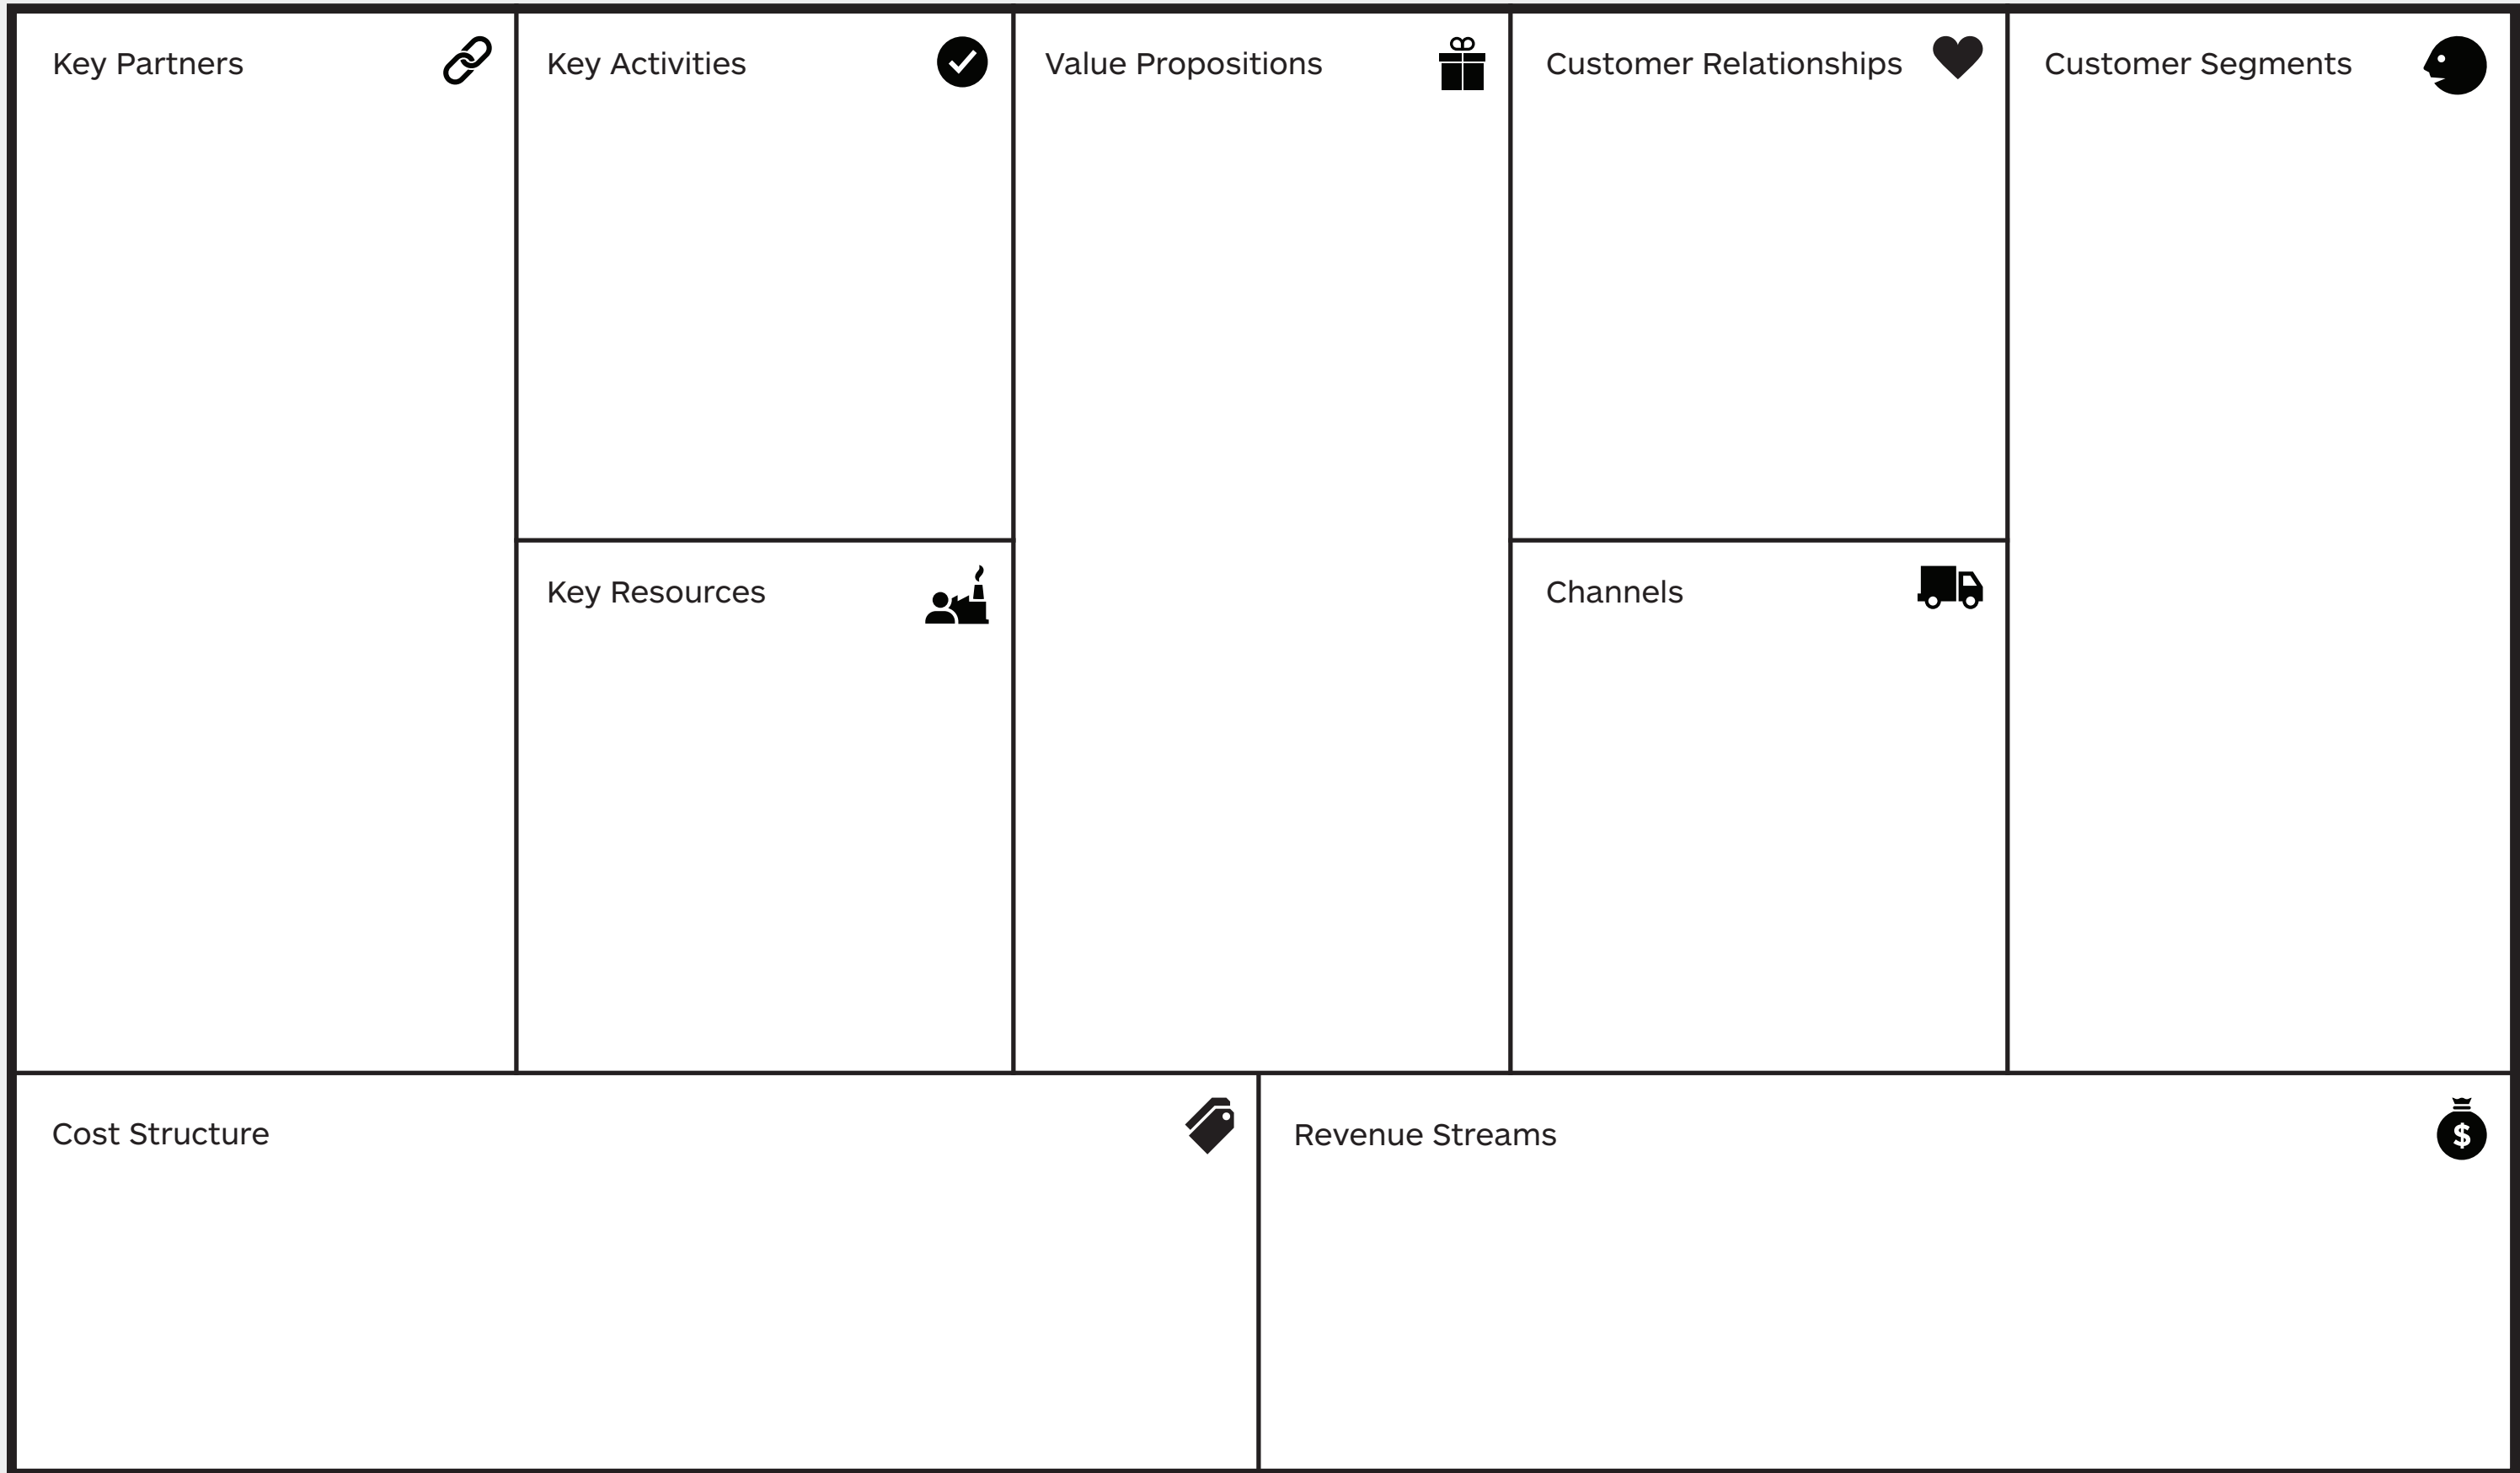 Key Partners
Key Activities
Value Propositions
Customer Relationships
Customer Segments
Key Resources
Channels
Cost Structure
Revenue Streams
$